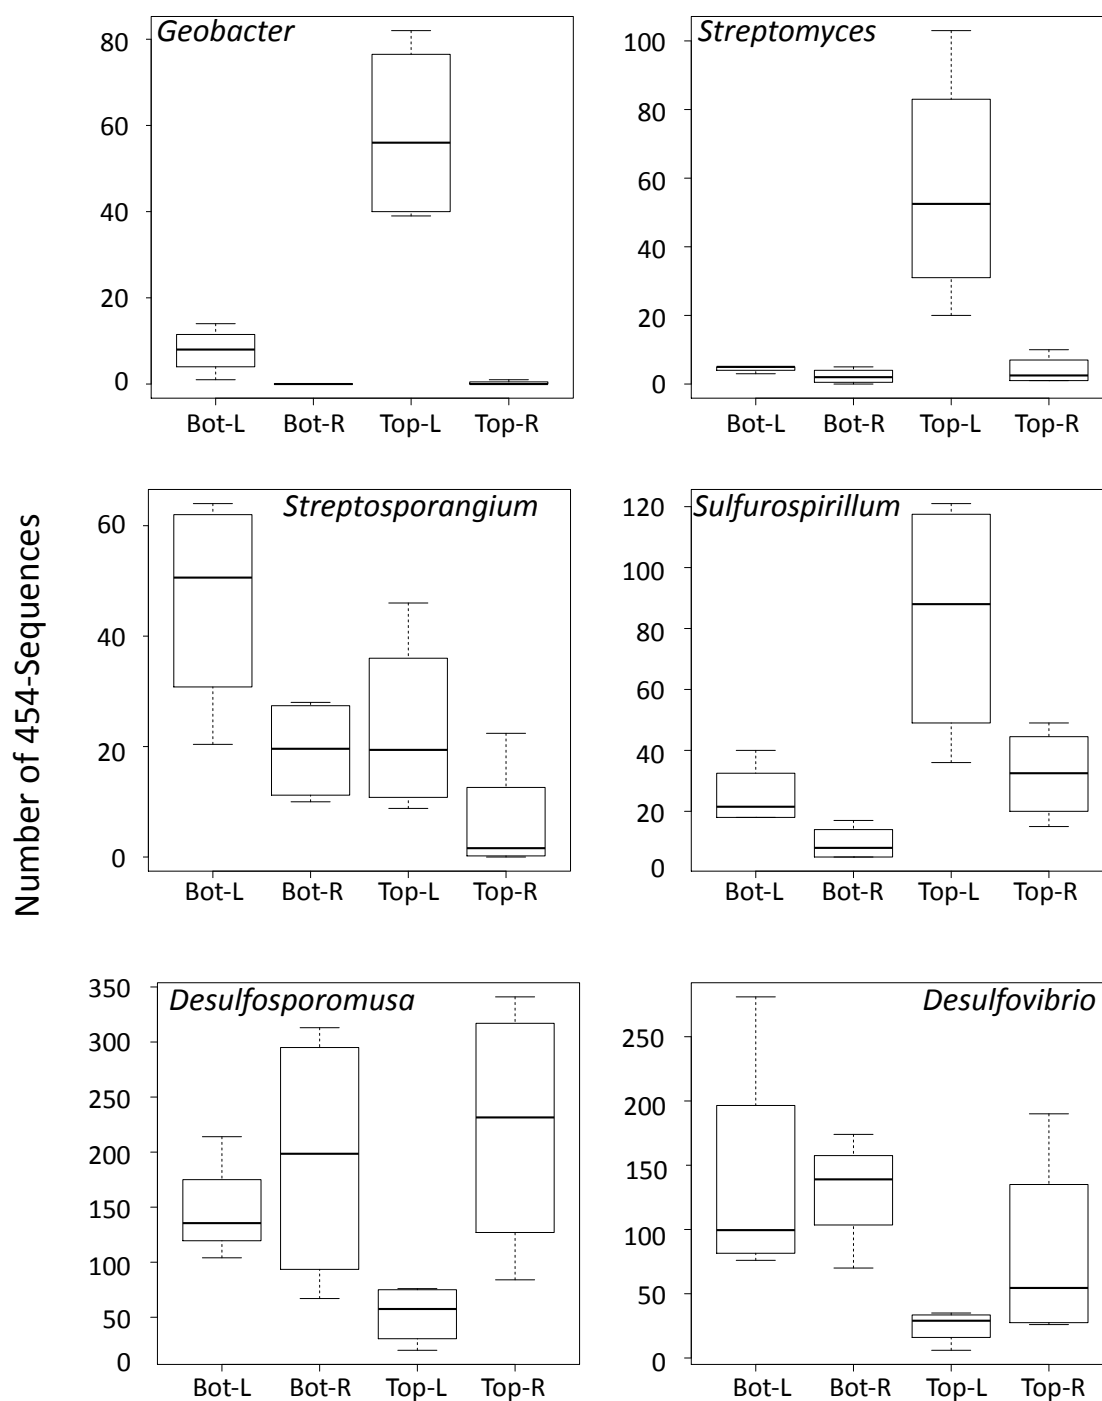 Number of 454-Sequences
Geobacter
80
60
40
20
0
Bot-L Bot-R Top-L Top-R
Streptomyces
100
80
60
40
20
0
Bot-L Bot-R Top-L Top-R
Streptosporangium
60
40
20
0
Bot-L Bot-R Top-L Top-R
Sulfurospirillum
120
100
80
60
40
20
0
Bot-L Bot-R Top-L Top-R
Desulfosporomusa
350
300
250
200
150
100
50
0
Bot-L Bot-R Top-L Top-R
Desulfovibrio
250
200
150
100
50
0
Bot-L Bot-R Top-L Top-R